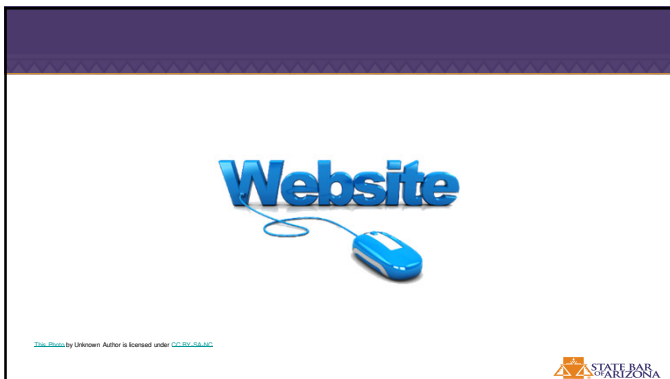 Website
This Photo by Unknown Author is licensed under CC BY-SA-NC
STATE BAR
OF ARIZONA